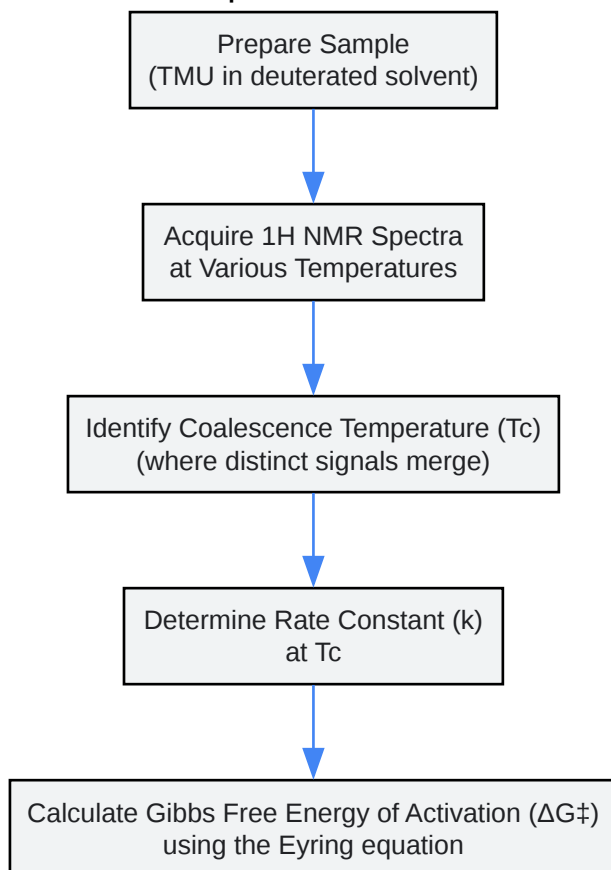 Prepare Sample
(TMU in deuterated solvent)
Acquire 1H NMR Spectra
at Various Temperatures
Identify Coalescence Temperature (Tc)
(where distinct signals merge)
Determine Rate Constant (k)
at Tc
Calculate Gibbs Free Energy of Activation (ΔG‡)
using the Eyring equation